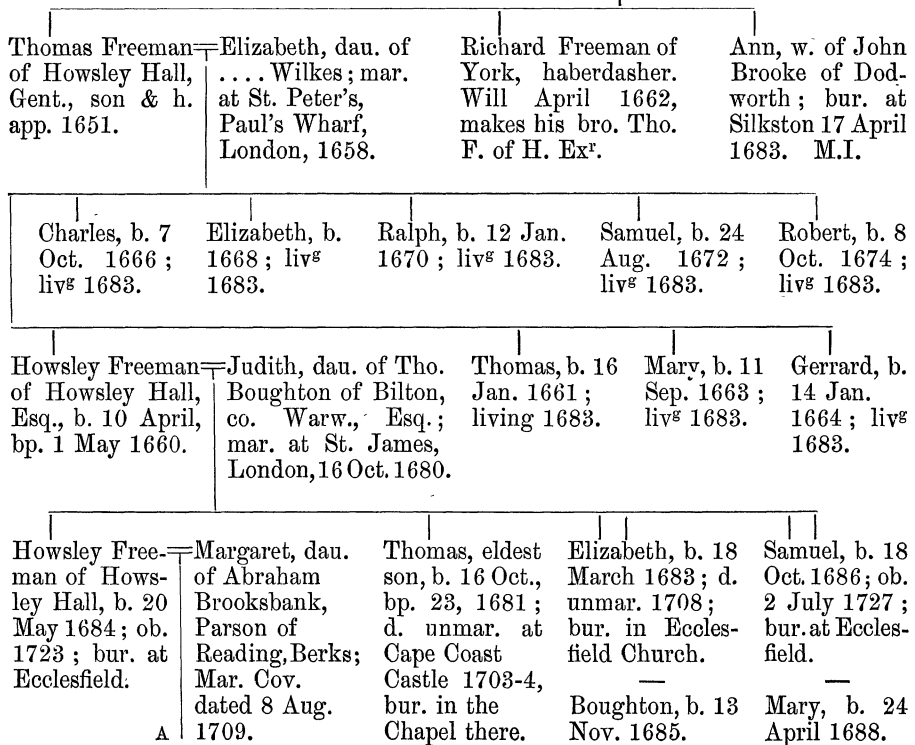 Thomas Freeman
of Howsley Hall,
Gent., son & h.
app. 1651.
Elizabeth, dau. of
.... Wilkes; mar.
at St. Peter's,
Paul's Wharf,
London, 1658.
Richard Freeman of
York, haberdasher.
Will April 1662,
makes his bro. Tho.
F. of H. Exʳ.
Ann, w. of John
Brooke of Dod-
worth; bur. at
Silkston 17 April
1683. M.I.
Charles, b. 7
Oct. 1666;
livᵍ 1683.
Elizabeth, b.
1668; livᵍ
1683.
Ralph, b. 12 Jan.
1670; livᵍ 1683.
Samuel, b. 24
Aug. 1672;
livᵍ 1683.
Robert, b. 8
Oct. 1674;
livᵍ 1683.
Howsley Freeman
of Howsley Hall,
Esq., b. 10 April,
bp. 1 May 1660.
Judith, dau. of Tho.
Boughton of Bilton,
co. Warw., Esq.;
mar. at St. James,
London, 16 Oct. 1680.
Thomas, b. 16
Jan. 1661;
living 1683.
Mary, b. 11
Sep. 1663;
livᵍ 1683.
Gerrard, b.
14 Jan.
1664; livᵍ
1683.
Howsley Free-
man of Hows-
ley Hall, b. 20
May 1684; ob.
1723; bur. at
Ecclesfield.
A
Margaret, dau.
of Abraham
Brooksbank,
Parson of
Reading, Berks;
Mar. Cov.
dated 8 Aug.
1709.
Thomas, eldest
son, b. 16 Oct.,
bp. 23, 1681;
d. unmar. at
Cape Coast
Castle 1703-4,
bur. in the
Chapel there.
Elizabeth, b. 18
March 1683; d.
unmar. 1708;
bur. in Eccles-
field Church.
—
Boughton, b. 13
Nov. 1685.
Samuel, b. 18
Oct. 1686; ob.
2 July 1727;
bur. at Eccles-
field.
—
Mary, b. 24
April 1688.